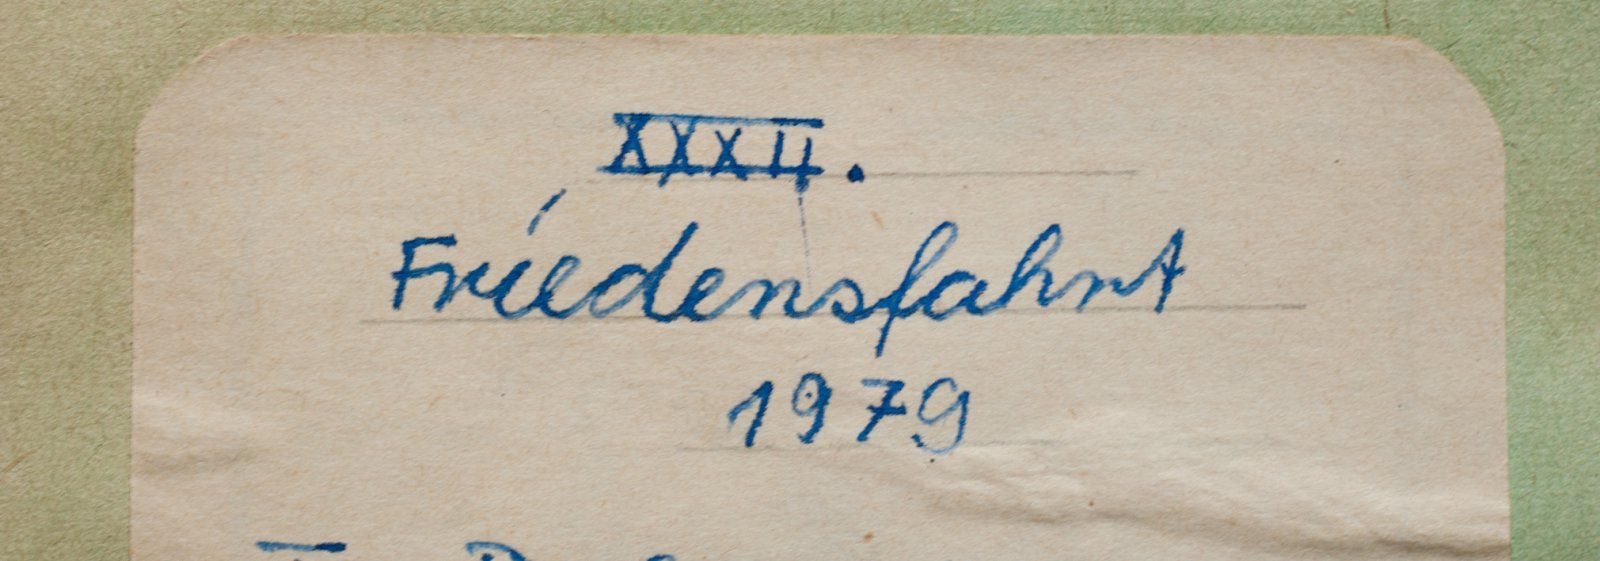 XXXII.
Friedensfahrt
1979